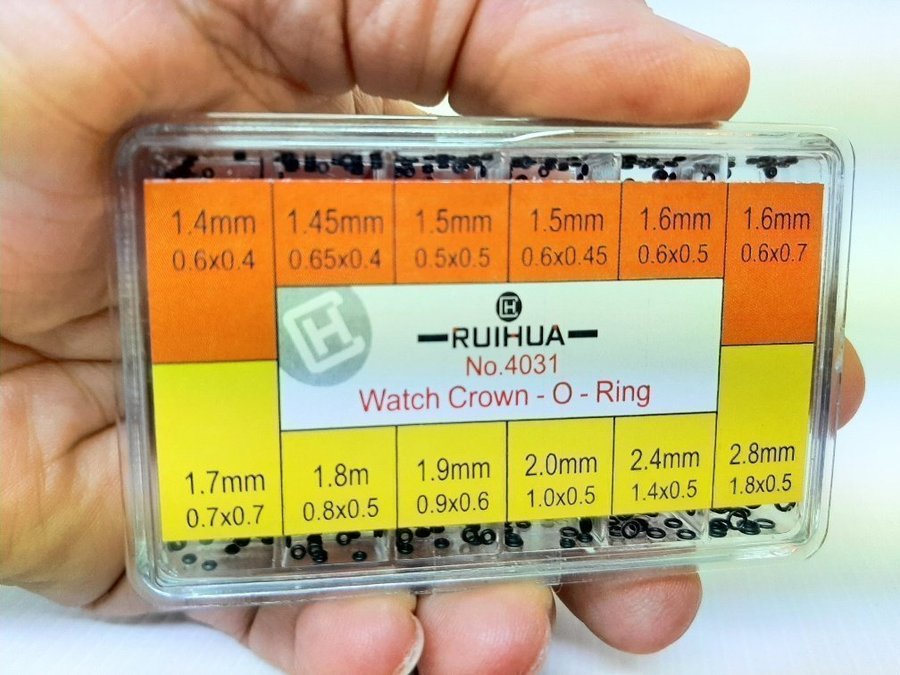 1.4mm 1.45mm 1.5mm 1.5mm 1.6mm 1.6mm
0.6x0.4 0.65x0.4 0.5x0.5 0.6x0.45 0.6x0.5 0.6x0.7
RUIHUA
No.4031
Watch Crown - O - Ring
1.7mm 1.8m 1.9mm 2.0mm 2.4mm 2.8mm
0.7x0.7 0.8x0.5 0.9x0.6 1.0x0.5 1.4x0.5 1.8x0.5